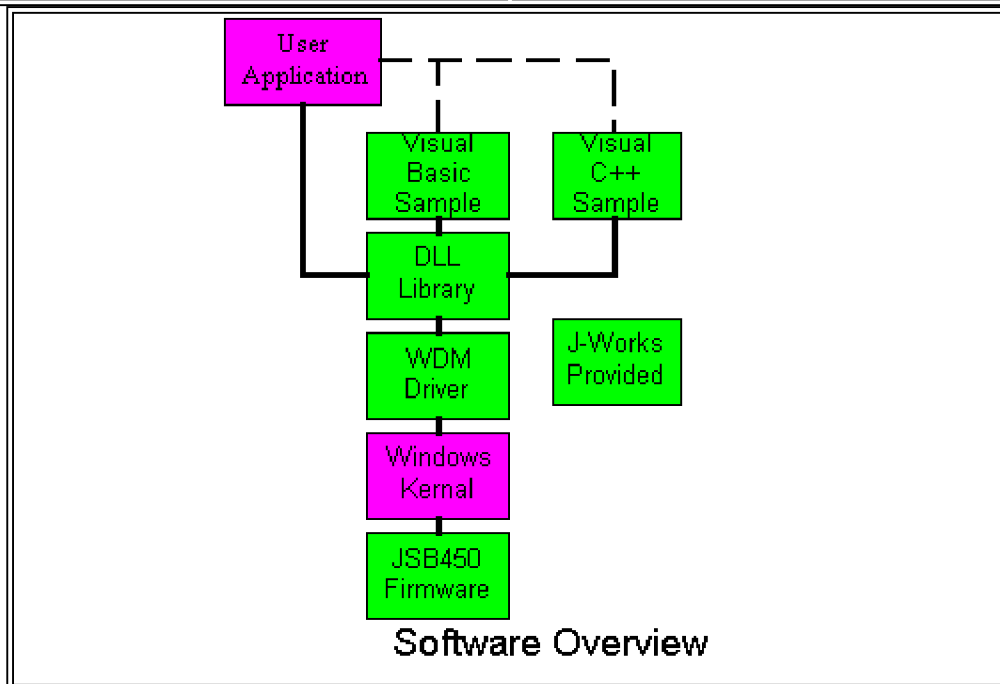 User
Application
Visual
Basic
Sample
Visual
C++
Sample
DLL
Library
WDM
Driver
J-Works
Provided
Windows
Kernal
JSB450
Firmware
Software Overview